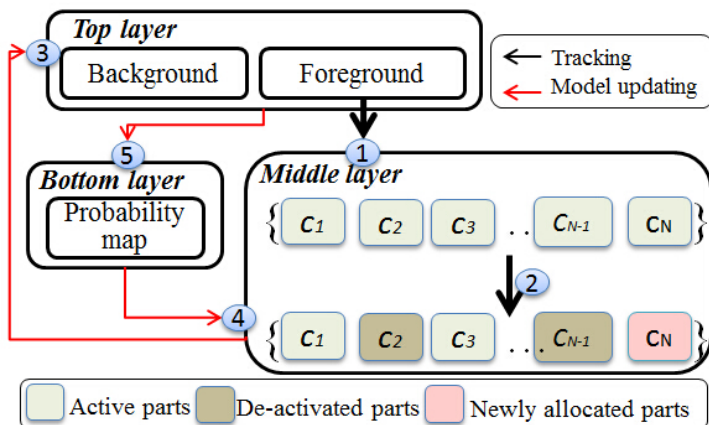 Top layer
3
Background
Foreground
Tracking
Model updating
5
1
Bottom layer
Probability
map
Middle layer
{ C1 C2 C3 .. CN-1 CN }
2
4
{ C1 C2 C3 ... CN-1 CN }
Active parts
De-activated parts
Newly allocated parts